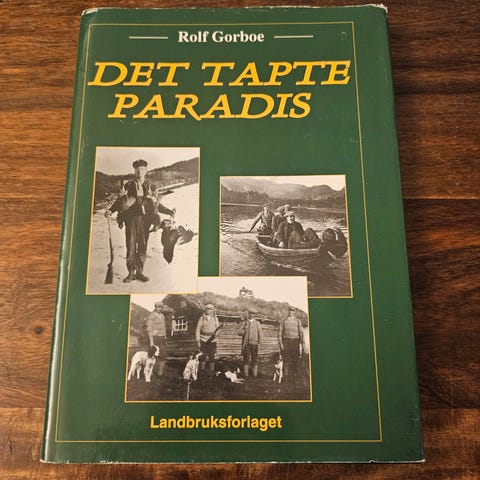 Rolf Gorboe
DET TAPTE
PARADIS
Landbruksforlaget